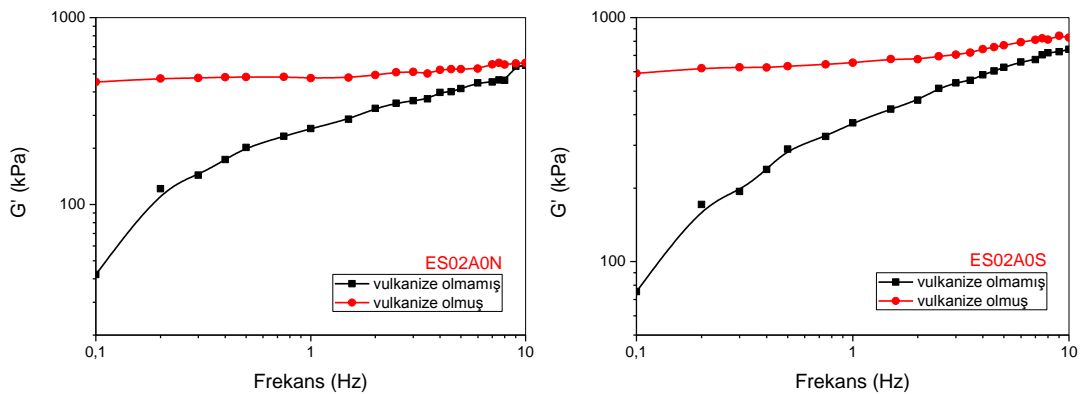 1000
100
G' (kPa)
ES02A0N
vulkanize olmamış
vulkanize olmuş
0,1
1
10
Frekans (Hz)
1000
100
G' (kPa)
ES02A0S
vulkanize olmamış
vulkanize olmuş
0,1
1
10
Frekans (Hz)